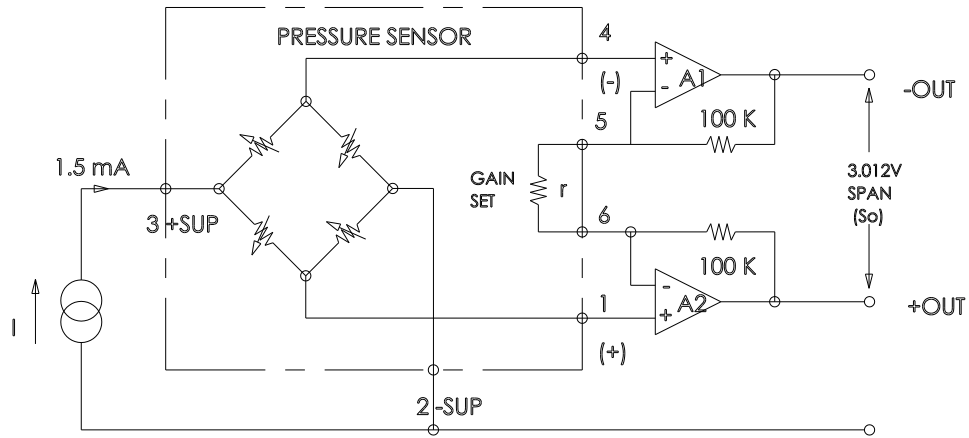 PRESSURE SENSOR
4
+
A1
(-)
-
-OUT
5
100 K
1.5 mA
GAIN
SET
r
3.012V
SPAN
(So)
3 +SUP
6
100 K
-
1
A2
+
+OUT
I
(+)
2 -SUP